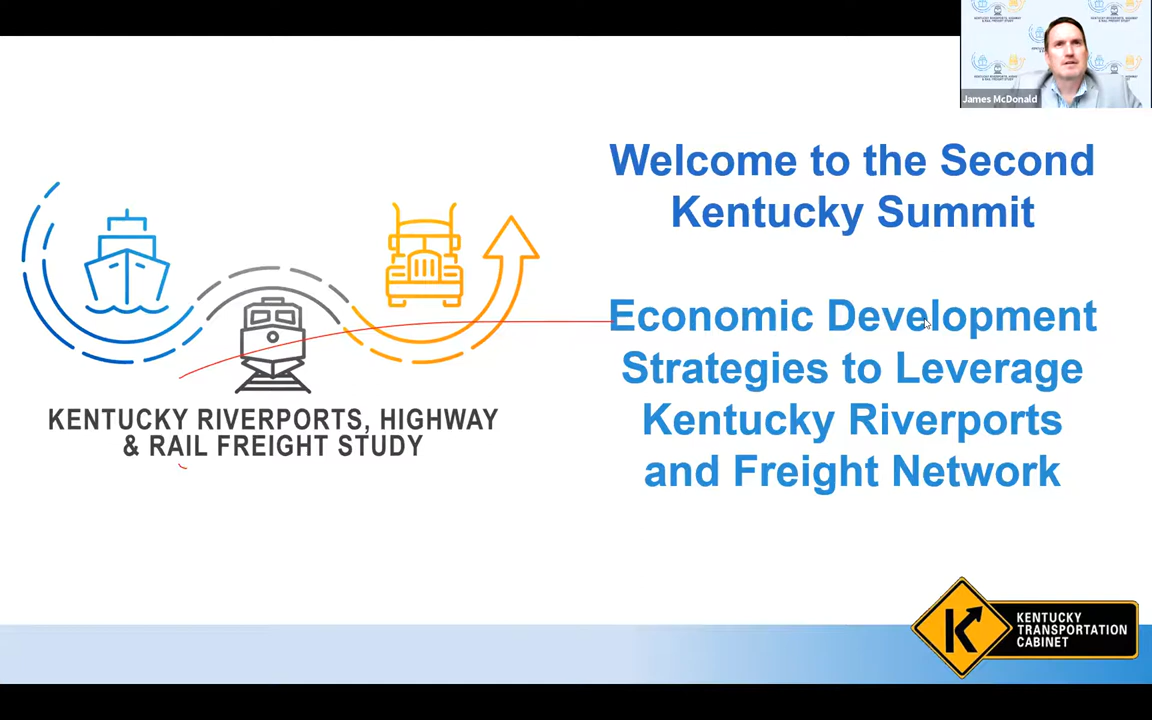 James McDonald
Welcome to the Second
Kentucky Summit
Economic Development
Strategies to Leverage
Kentucky Riverports
and Freight Network
KENTUCKY RIVERPORTS, HIGHWAY
& RAIL FREIGHT STUDY
KENTUCKY
TRANSPORTATION
CABINET